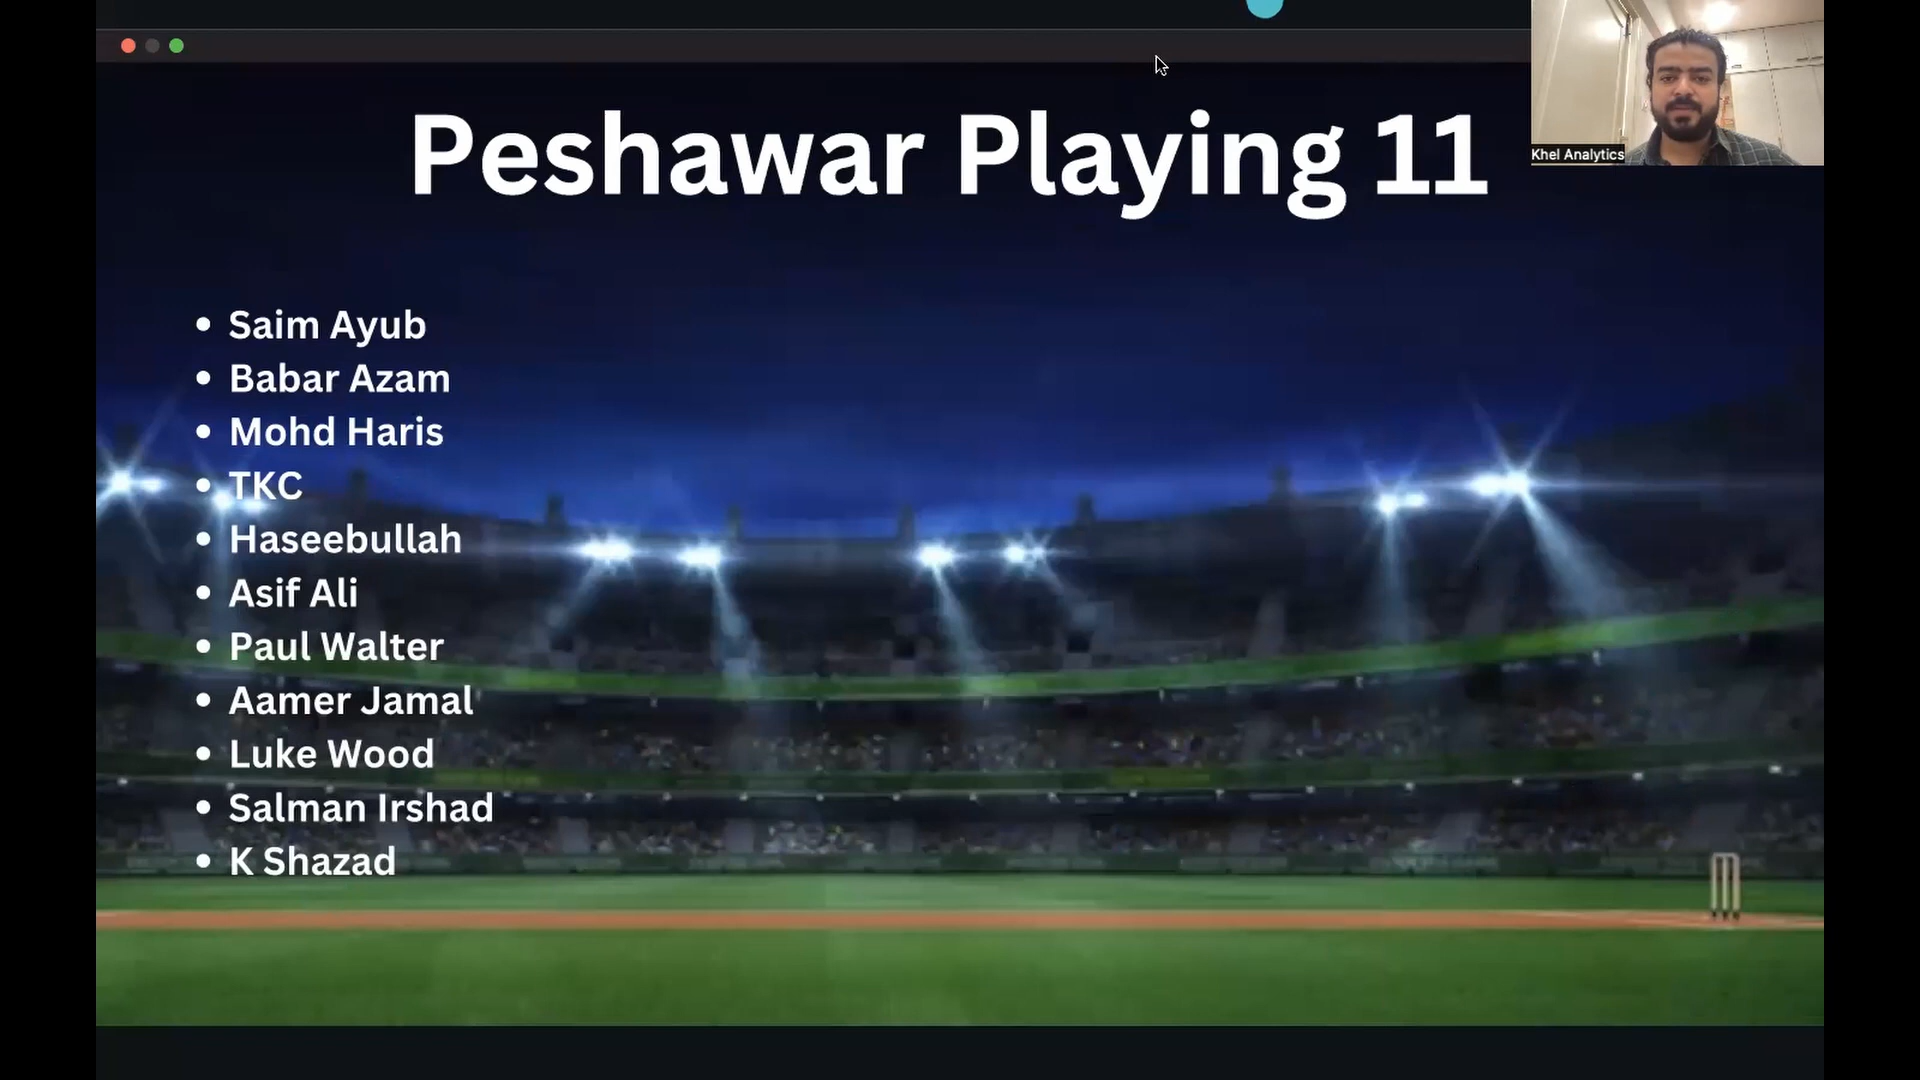 Peshawar Playing 11
Khel Analytics
• Saim Ayub
• Babar Azam
• Mohd Haris
• TKC
• Haseebullah
• Asif Ali
• Paul Walter
• Aamer Jamal
• Luke Wood
• Salman Irshad
• K Shazad